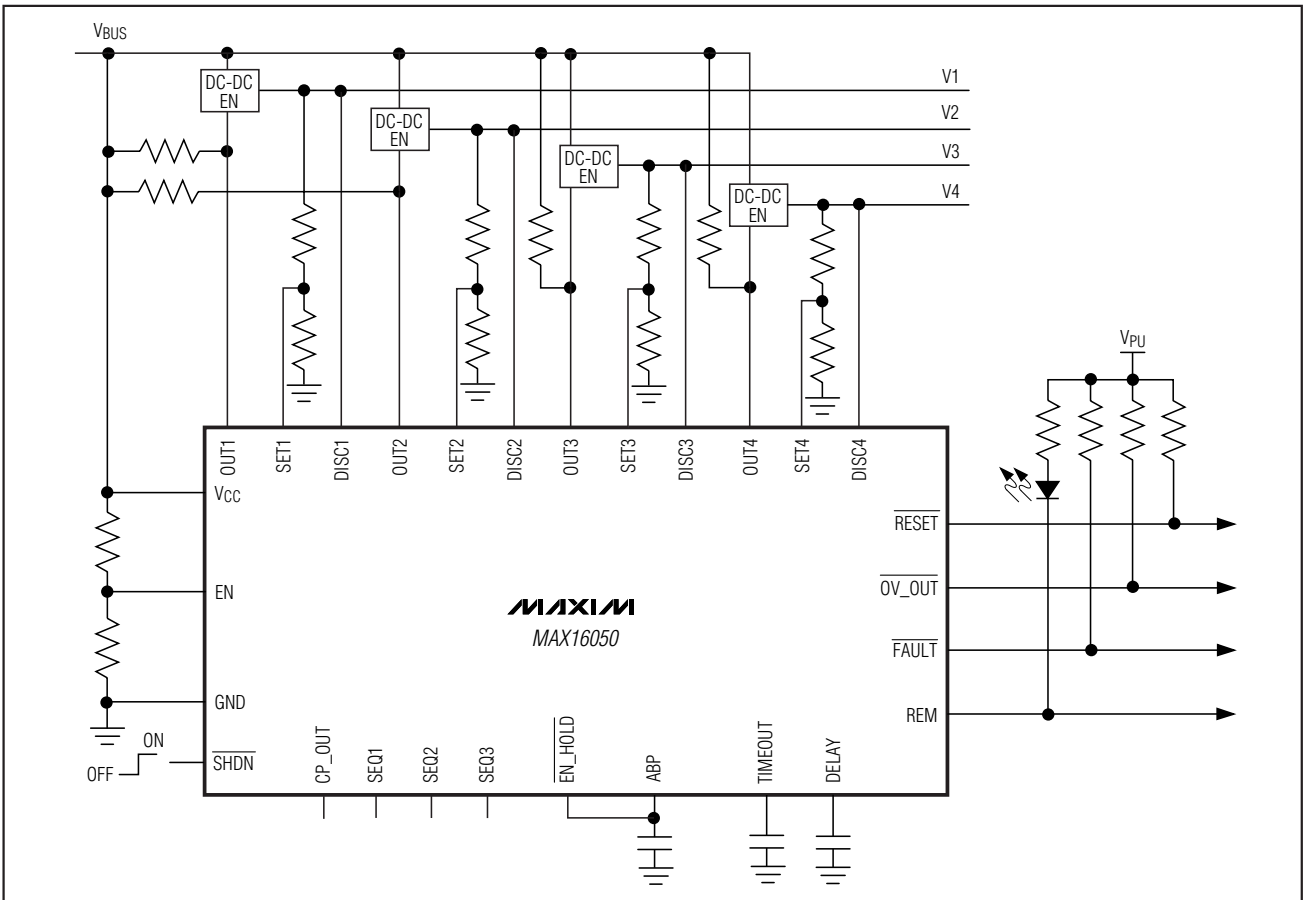 VBUS
DC-DC
EN
V1
DC-DC
EN
V2
DC-DC
EN
V3
DC-DC
EN
V4
VPU
OUT1
SET1
DISC1
OUT2
SET2
DISC2
OUT3
SET3
DISC3
OUT4
SET4
DISC4
VCC
RESET
EN
OV_OUT
MAXIM
MAX16050
FAULT
GND
REM
ON
OFF
SHDN
CP_OUT
SEQ1
SEQ2
SEQ3
EN_HOLD
ABP
TIMEOUT
DELAY